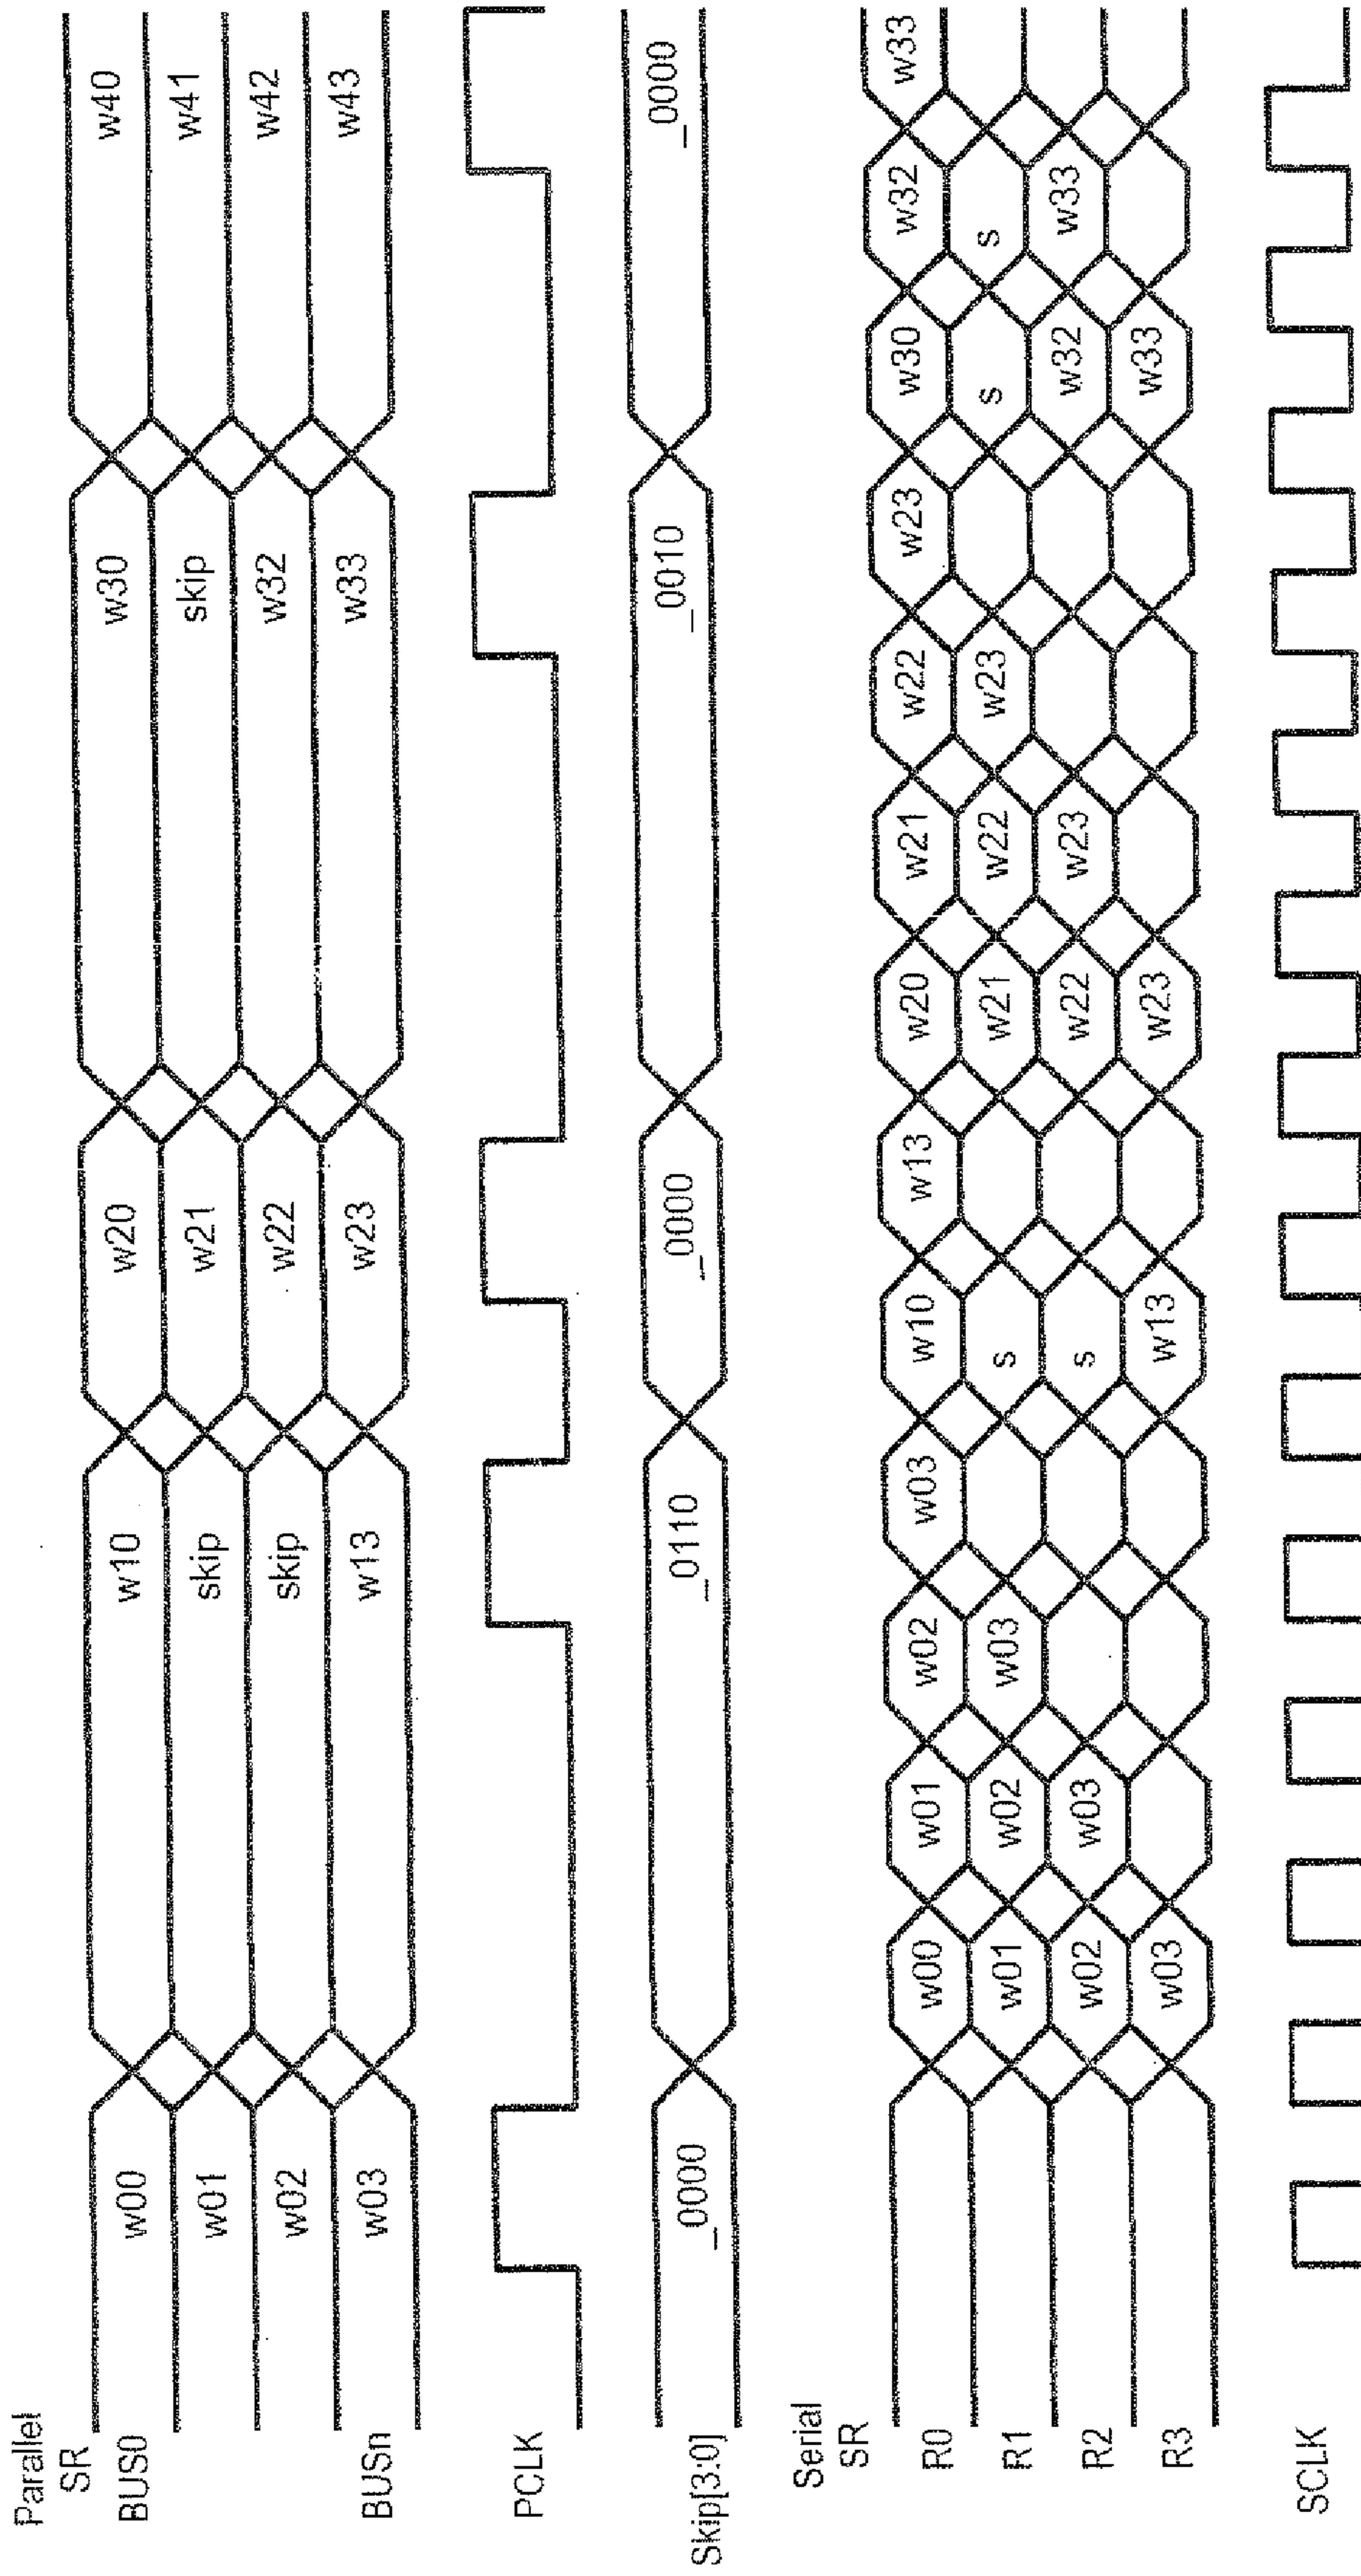 Parallel
SR
BUS0 w00 w10 w20 w30 w40
w01 skip w21 skip w41
w02 skip w22 w32 w42
BUSn w03 w13 w23 w33 w43
PCLK
Skip[3:0] _0000 _0110 _0000 _0010 _0000
Serial
SR
R0 w00 w01 w02 w03 w10 w13 w20 w21 w22 w23 w30 w32 w33
R1 w01 w02 w03 s w21 w22 w23 s s
R2 w02 w03 s w22 w23 w32 w33
R3 w03 w13 w23 w33
SCLK